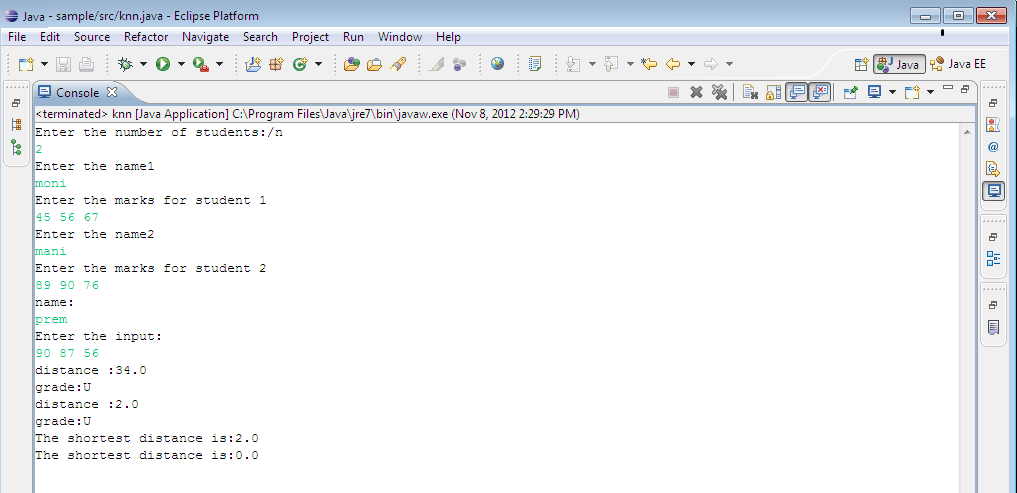 Java - sample/src/knn.java - Eclipse Platform
File Edit Source Refactor Navigate Search Project Run Window Help
Java Java EE
Console
<terminated> knn [Java Application] C:\Program Files\Java\jre7\bin\javaw.exe (Nov 8, 2012 2:29:29 PM)
Enter the number of students:/n
2
Enter the name1
moni
Enter the marks for student 1
45 56 67
Enter the name2
mani
Enter the marks for student 2
89 90 76
name:
prem
Enter the input:
90 87 56
distance :34.0
grade:U
distance :2.0
grade:U
The shortest distance is:2.0
The shortest distance is:0.0